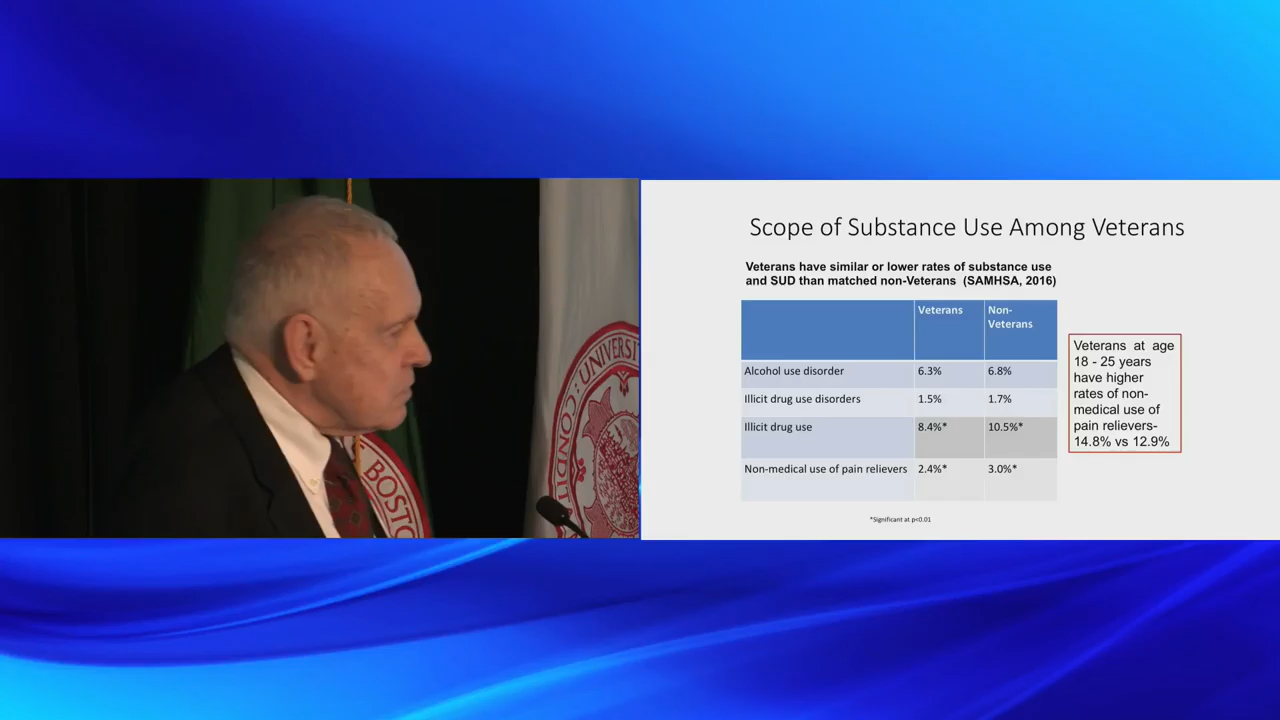 Scope of Substance Use Among Veterans
Veterans have similar or lower rates of substance use
and SUD than matched non-Veterans (SAMHSA, 2016)
Veterans
Non-
Veterans
Alcohol use disorder
6.3%
6.8%
Illicit drug use disorders
1.5%
1.7%
Illicit drug use
8.4%*
10.5%*
Non-medical use of pain relievers
2.4%*
3.0%*
*Significant at p<0.01
Veterans at age
18 - 25 years
have higher
rates of non-
medical use of
pain relievers-
14.8% vs 12.9%
BOSTO
UNIVERSI
CONDIT